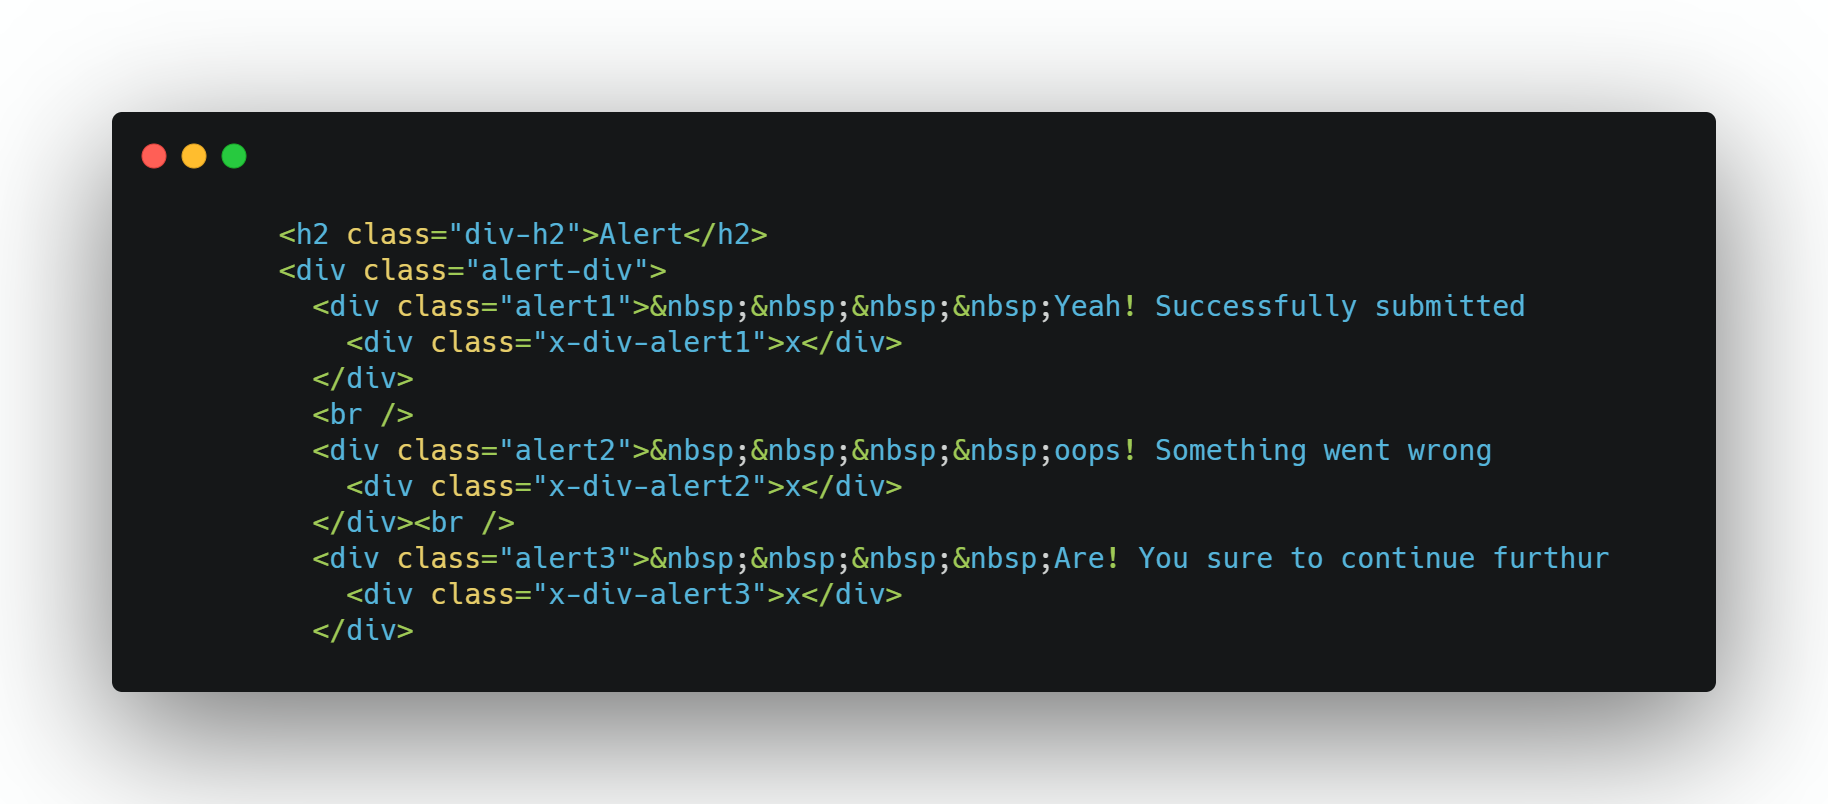 <h2 class="div-h2">Alert</h2>
<div class="alert-div">
<div class="alert1">&nbsp;&nbsp;&nbsp;&nbsp;Yeah! Successfully submitted
<div class="x-div-alert1">x</div>
</div>
<br />
<div class="alert2">&nbsp;&nbsp;&nbsp;&nbsp;oops! Something went wrong
<div class="x-div-alert2">x</div>
</div><br />
<div class="alert3">&nbsp;&nbsp;&nbsp;&nbsp;Are! You sure to continue furthur
<div class="x-div-alert3">x</div>
</div>